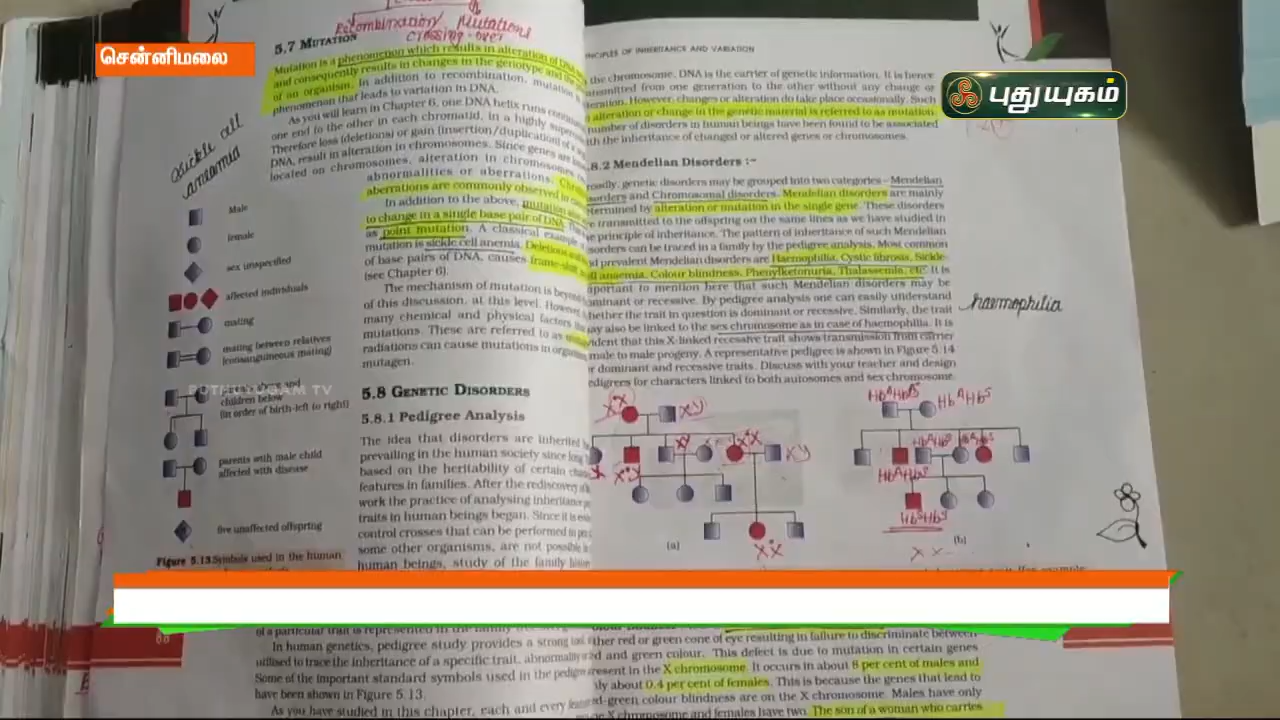 சென்னிமலை
புதுயுகம்
PUTHUYUGAM TV
Recombination Mutations
crossing-over
5.7 MUTATION
Mutation is a phenomenon which results in alteration of DNA
and consequently results in changes in the genotype and the
of an organism. In addition to recombination, mutation is
phenomenon that leads to variation in DNA.
As you will learn in Chapter 6, one DNA helix runs
one end to the other in each chromatid, in a highly
Therefore loss (deletions) or gain (insertion/duplication) of a
DNA, result in alteration in chromosomes. Since genes are
located on chromosomes, alteration in chromosomes
abnormalities or aberrations.
aberrations are commonly observed in
In addition to the above, mutation
to change in a single base pair of DNA.
as point mutation. A classical example
mutation is sickle cell anemia. Deletions
of base pairs of DNA, causes frame-shift
(see Chapter 6).
The mechanism of mutation is beyond
of this discussion, at this level. However
many chemical and physical factors
mutations. These are referred to as
radiations can cause mutations in
mutagen.
5.8 GENETIC DISORDERS
5.8.1 Pedigree Analysis
The idea that disorders are inherited
prevailing in the human society since
based on the heritability of certain
features in families. After the rediscovery of
work the practice of analysing inheritance
traits in human beings began. Since it is
control crosses that can be performed in
some other organisms, are not possible
human beings, study of the family
Sickle cell
anaemia
Male
female
sex unspecified
affected individuals
mating
mating between relatives
(consanguineous mating)
parents above and
children below
(in order of birth-left to right)
parents with male child
affected with disease
five unaffected offspring
Figure 5.13 Symbols used in the human
of a particular trait is represented in the family
In human genetics, pedigree study provides a strong tool
utilised to trace the inheritance of a specific trait, abnormality
Some of the important standard symbols used in the
have been shown in Figure 5.13.
As you have studied in this chapter, each and every
PRINCIPLES OF INHERITANCE AND VARIATION
the chromosome. DNA is the carrier of genetic information. It is hence
transmitted from one generation to the other without any change or
alteration. However, changes or alteration do take place occasionally. Such
alteration or change in the genetic material is referred to as mutation.
number of disorders in human beings have been found to be associated
with the inheritance of changed or altered genes or chromosomes.
5.8.2 Mendelian Disorders :-
Broadly, genetic disorders may be grouped into two categories – Mendelian
disorders and Chromosomal disorders. Mendelian disorders are mainly
determined by alteration or mutation in the single gene. These disorders
are transmitted to the offspring on the same lines as we have studied in
the principle of inheritance. The pattern of inheritance of such Mendelian
disorders can be traced in a family by the pedigree analysis. Most common
and prevalent Mendelian disorders are Haemophilia, Cystic fibrosis, Sickle-
cell anaemia, Colour blindness, Phenylketonuria, Thalassemia, etc. It is
important to mention here that such Mendelian disorders may be
dominant or recessive. By pedigree analysis one can easily understand
whether the trait in question is dominant or recessive. Similarly, the trait
may also be linked to the sex chromosome as in case of haemophilia. It is
evident that this X-linked recessive trait shows transmission from carrier
female to male progeny. A representative pedigree is shown in Figure 5.14
for dominant and recessive traits. Discuss with your teacher and design
pedigrees for characters linked to both autosomes and sex chromosome.
haemophilia
(a)
(b)
either red or green cone of eye resulting in failure to discriminate between
red and green colour. This defect is due to mutation in certain genes
present in the X chromosome. It occurs in about 8 per cent of males and
only about 0.4 per cent of females. This is because the genes that lead to
red-green colour blindness are on the X chromosome. Males have only
one X chromosome and females have two. The son of a woman who carries